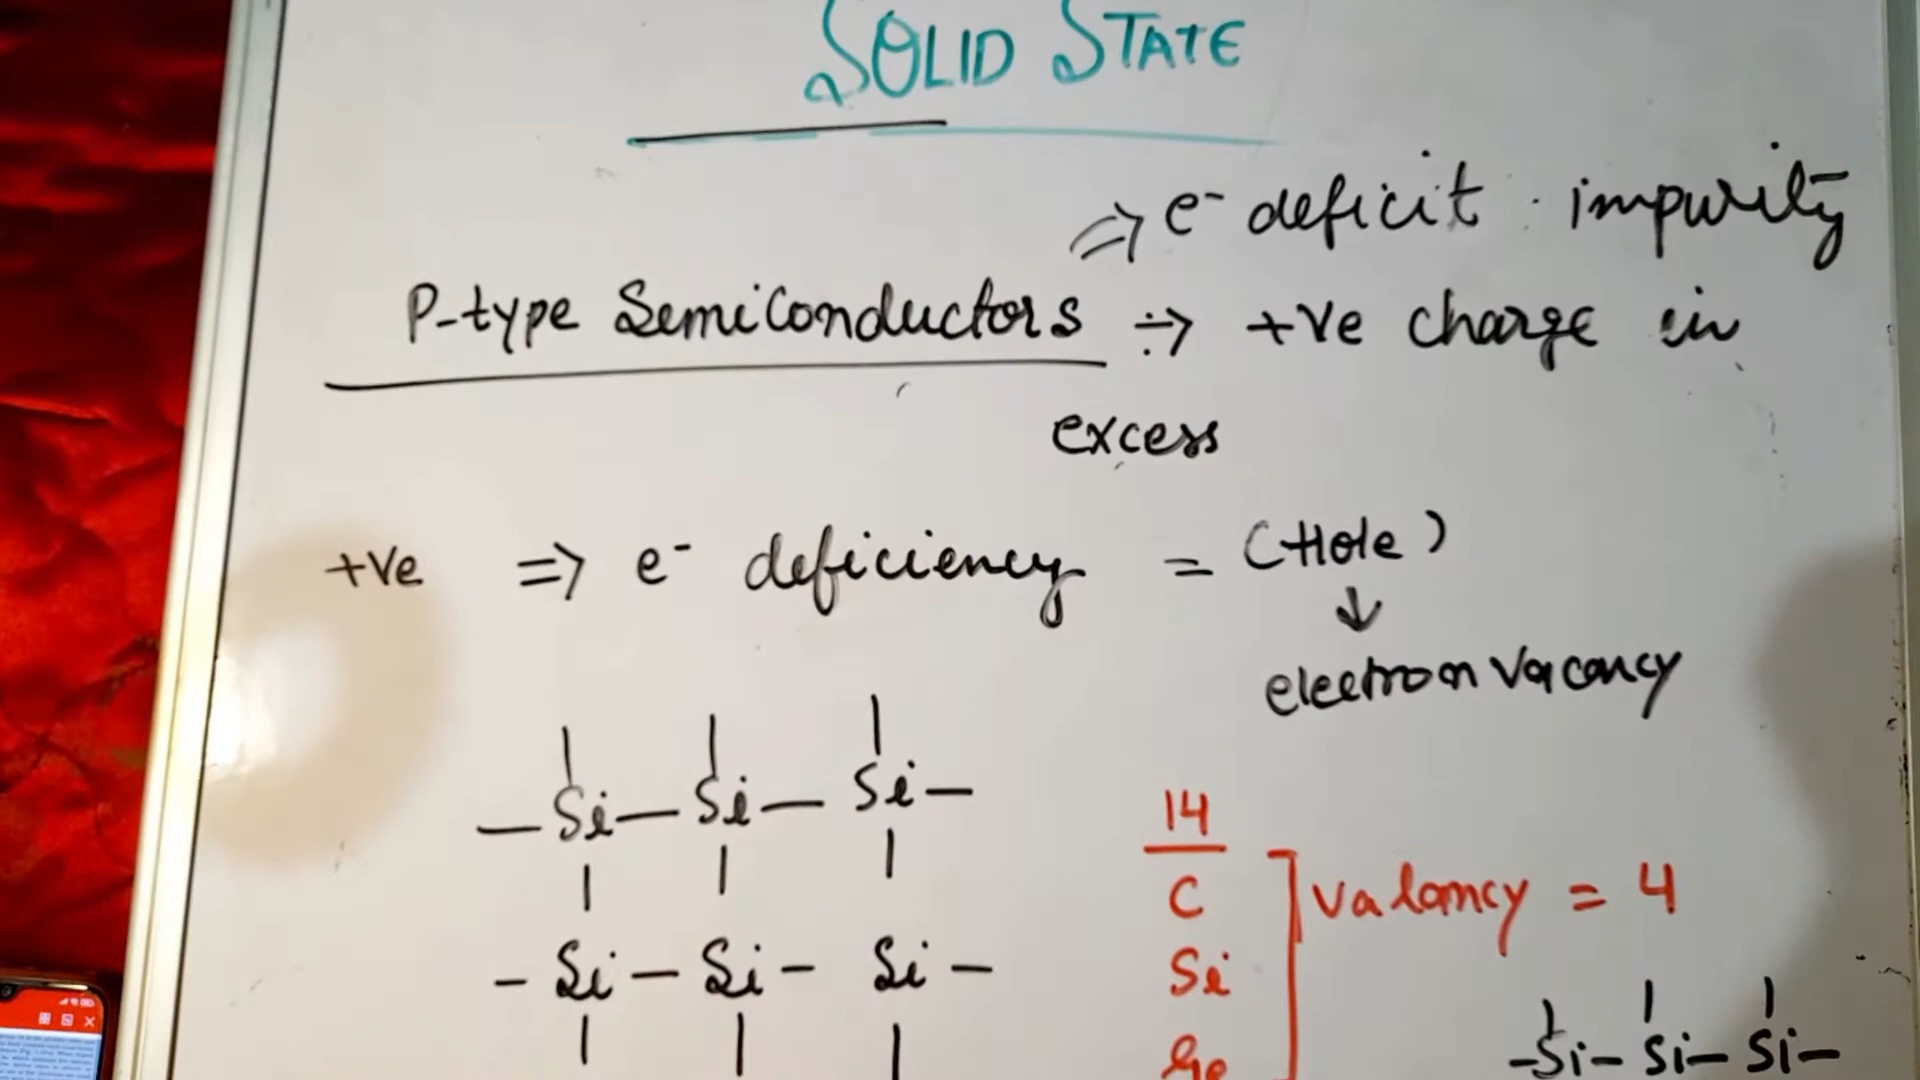 SOLID STATE
⇒ e⁻ deficit impurity
P-type Semiconductors ÷→ +ve charge in
excess
+ve ⇒ e⁻ deficiency = (Hole)
↓
electron Vacancy
— Si — Si — Si —
- Si — Si - Si —
14
C
Si
Ge
Valancy = 4
-Si- Si- Si-